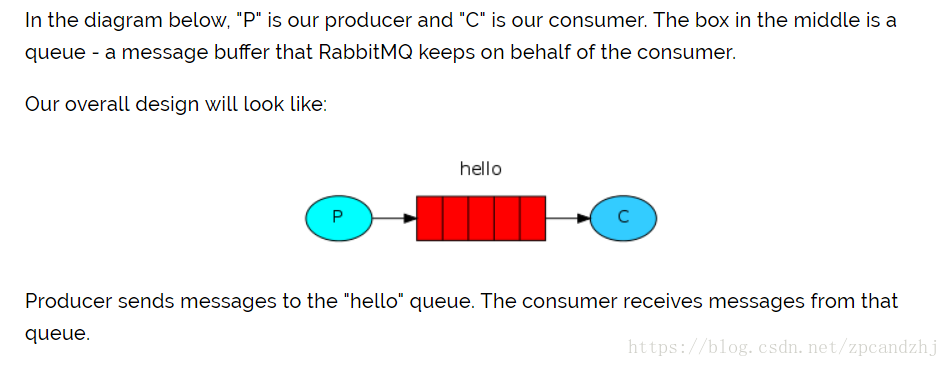 In the diagram below, "P" is our producer and "C" is our consumer. The box in the middle is a
queue - a message buffer that RabbitMQ keeps on behalf of the consumer.
Our overall design will look like:
hello
P
C
Producer sends messages to the "hello" queue. The consumer receives messages from that
queue.
https://blog.csdn.net/zpcandzhj